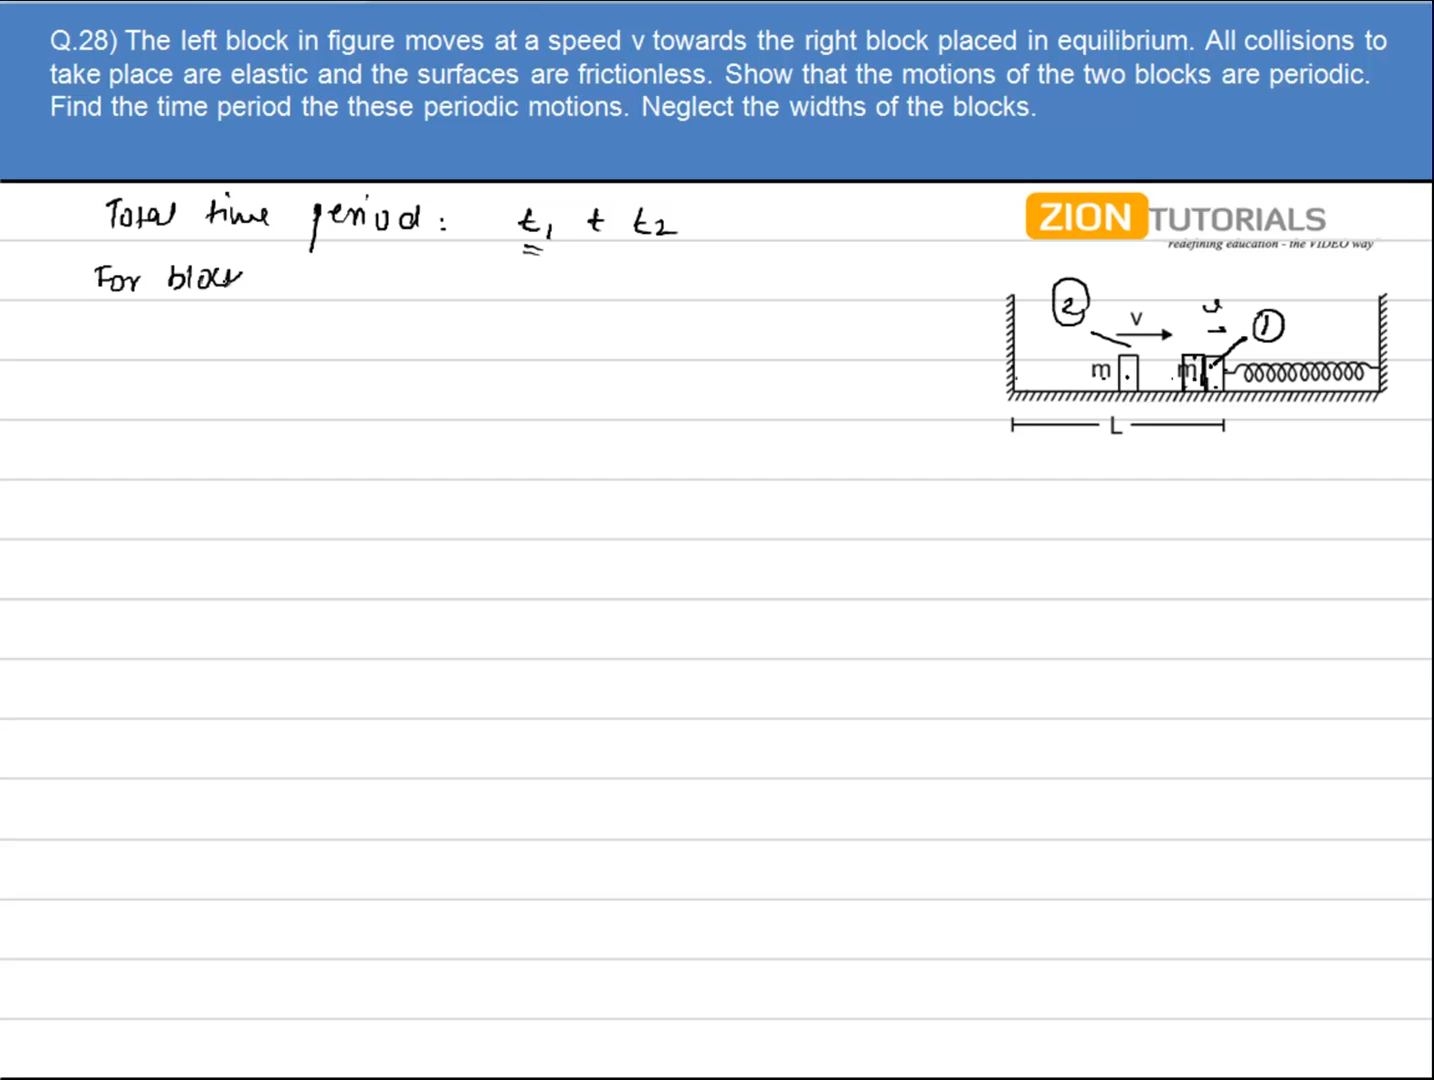 Q.28) The left block in figure moves at a speed v towards the right block placed in equilibrium. All collisions to
take place are elastic and the surfaces are frictionless. Show that the motions of the two blocks are periodic.
Find the time period the these periodic motions. Neglect the widths of the blocks.
Total time period : t1 + t2
ZION TUTORIALS
redefining education - the VIDEO way
For block
2
v
v
1
m
m
L